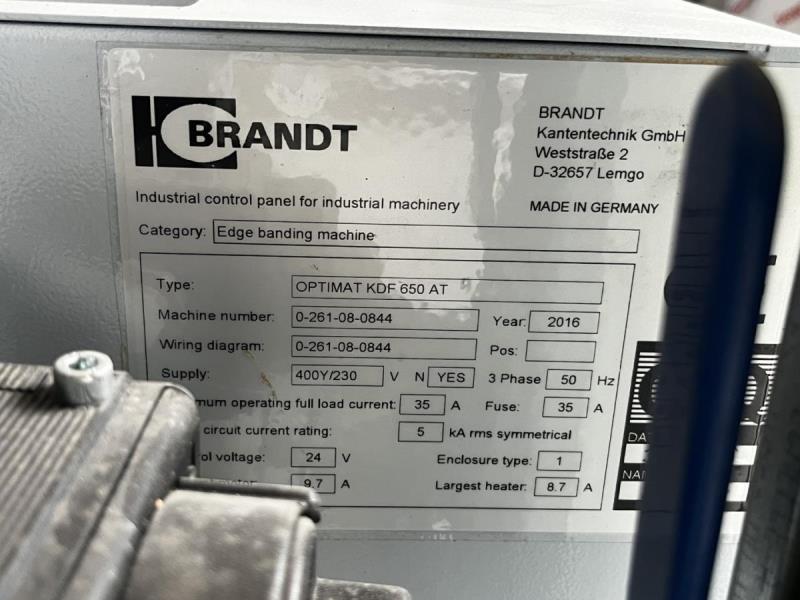 BRANDT
BRANDT
Kantentechnik GmbH
Weststraße 2
D-32657 Lemgo
Industrial control panel for industrial machinery
MADE IN GERMANY
Category: Edge banding machine
Type: OPTIMAT KDF 650 AT
Machine number: 0-261-08-0844 Year: 2016
Wiring diagram: 0-261-08-0844 Pos:
Supply: 400Y/230 V N YES 3 Phase 50 Hz
operating full load current: 35 A Fuse: 35 A
circuit current rating: 5 kA rms symmetrical
voltage: 24 V Enclosure type: 1
9.7 A Largest heater: 8.7 A